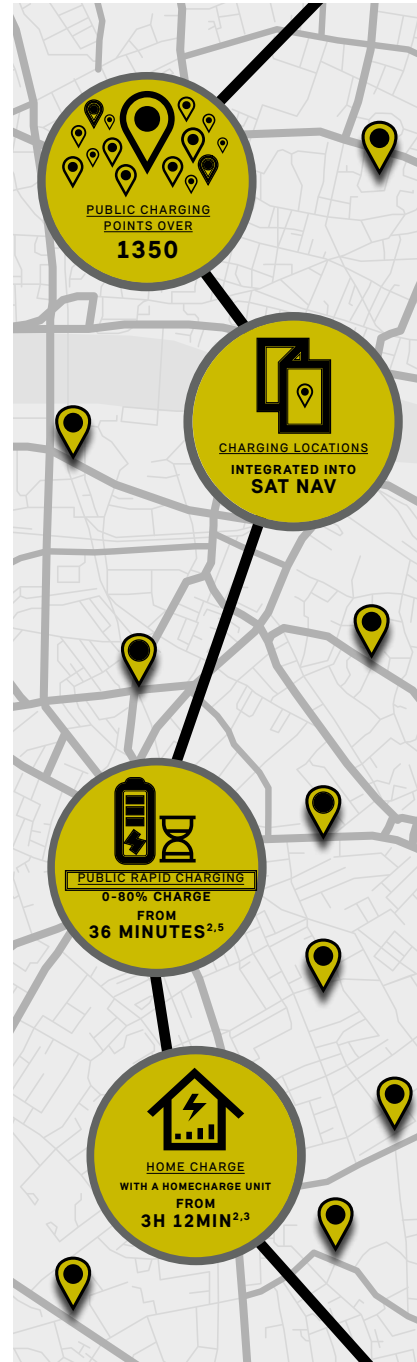 PUBLIC CHARGING
POINTS OVER
1350
CHARGING LOCATIONS
INTEGRATED INTO
SAT NAV
PUBLIC RAPID CHARGING
0-80% CHARGE
FROM
36 MINUTES2,5
HOME CHARGE
WITH A HOMECHARGE UNIT
FROM
3H 12MIN2,3